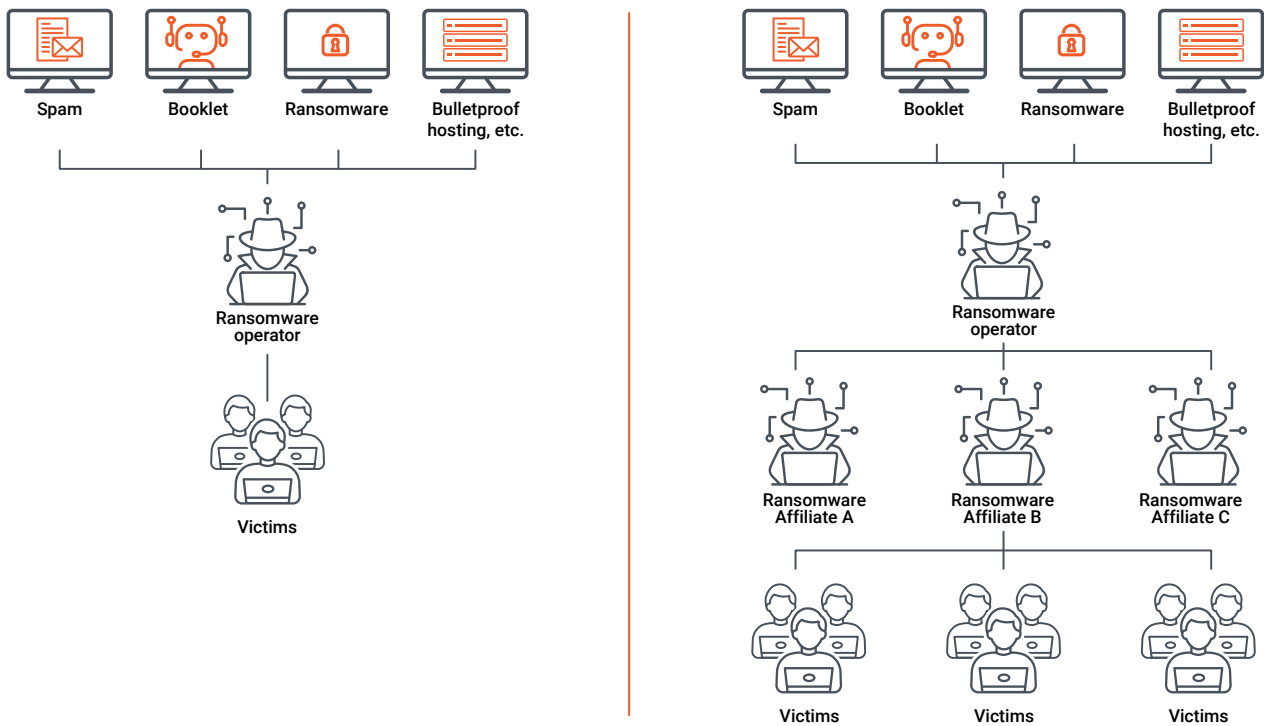 Spam
Booklet
Ransomware
Bulletproof
hosting, etc.
Ransomware
operator
Victims
Spam
Booklet
Ransomware
Bulletproof
hosting, etc.
Ransomware
operator
Ransomware
Affiliate A
Ransomware
Affiliate B
Ransomware
Affiliate C
Victims
Victims
Victims